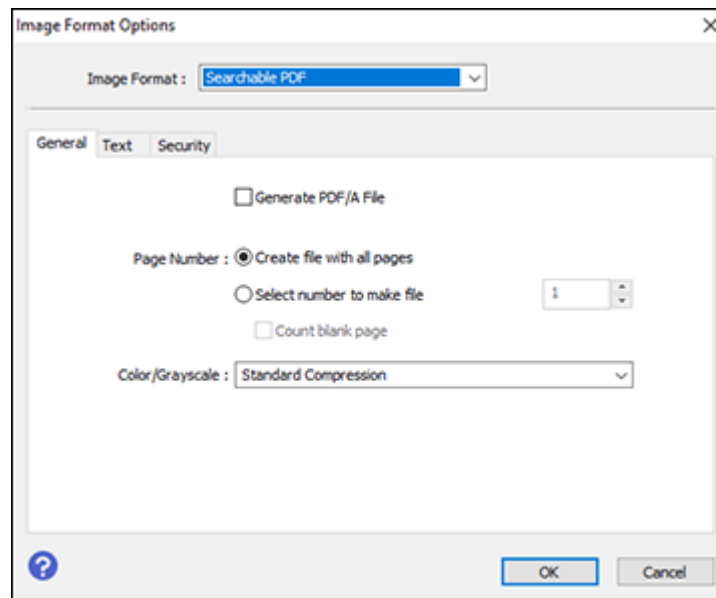 Image Format Options
Image Format : Searchable PDF
General Text Security
Generate PDF/A File
Page Number : Create file with all pages
Select number to make file 1
Count blank page
Color/Grayscale : Standard Compression
? OK Cancel